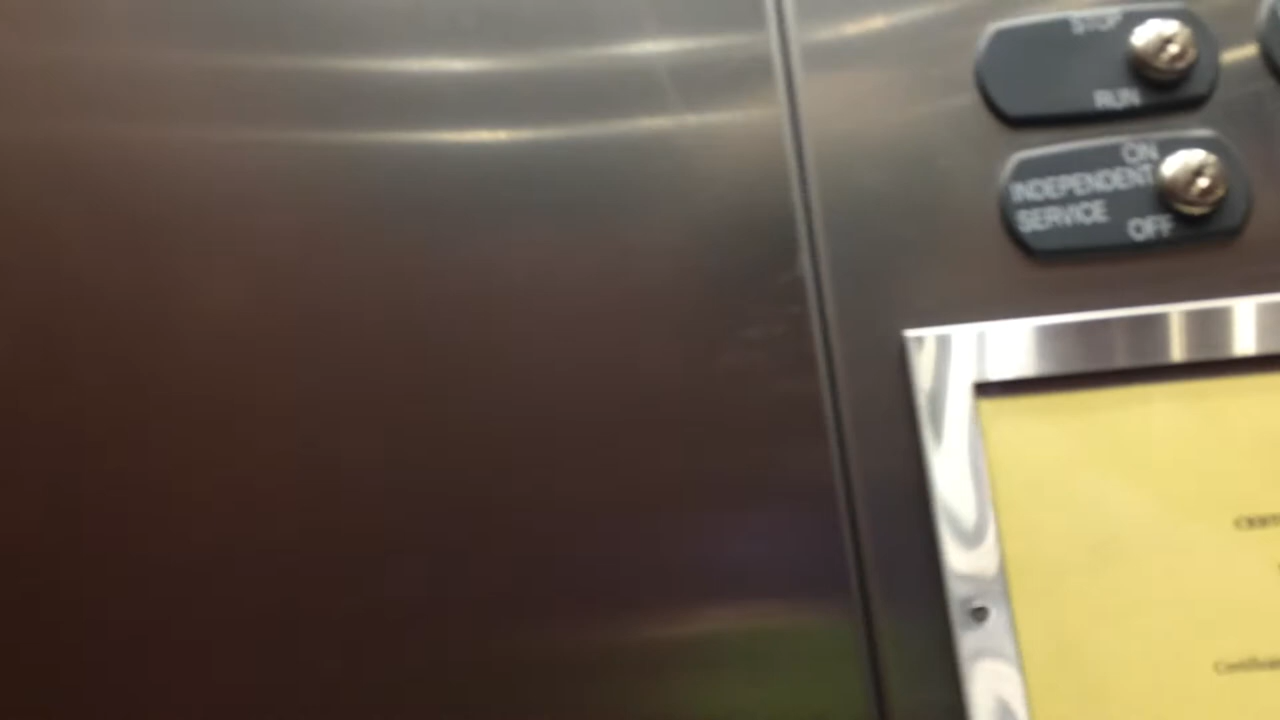 STOP
RUN
ON
INDEPENDENT
SERVICE
OFF